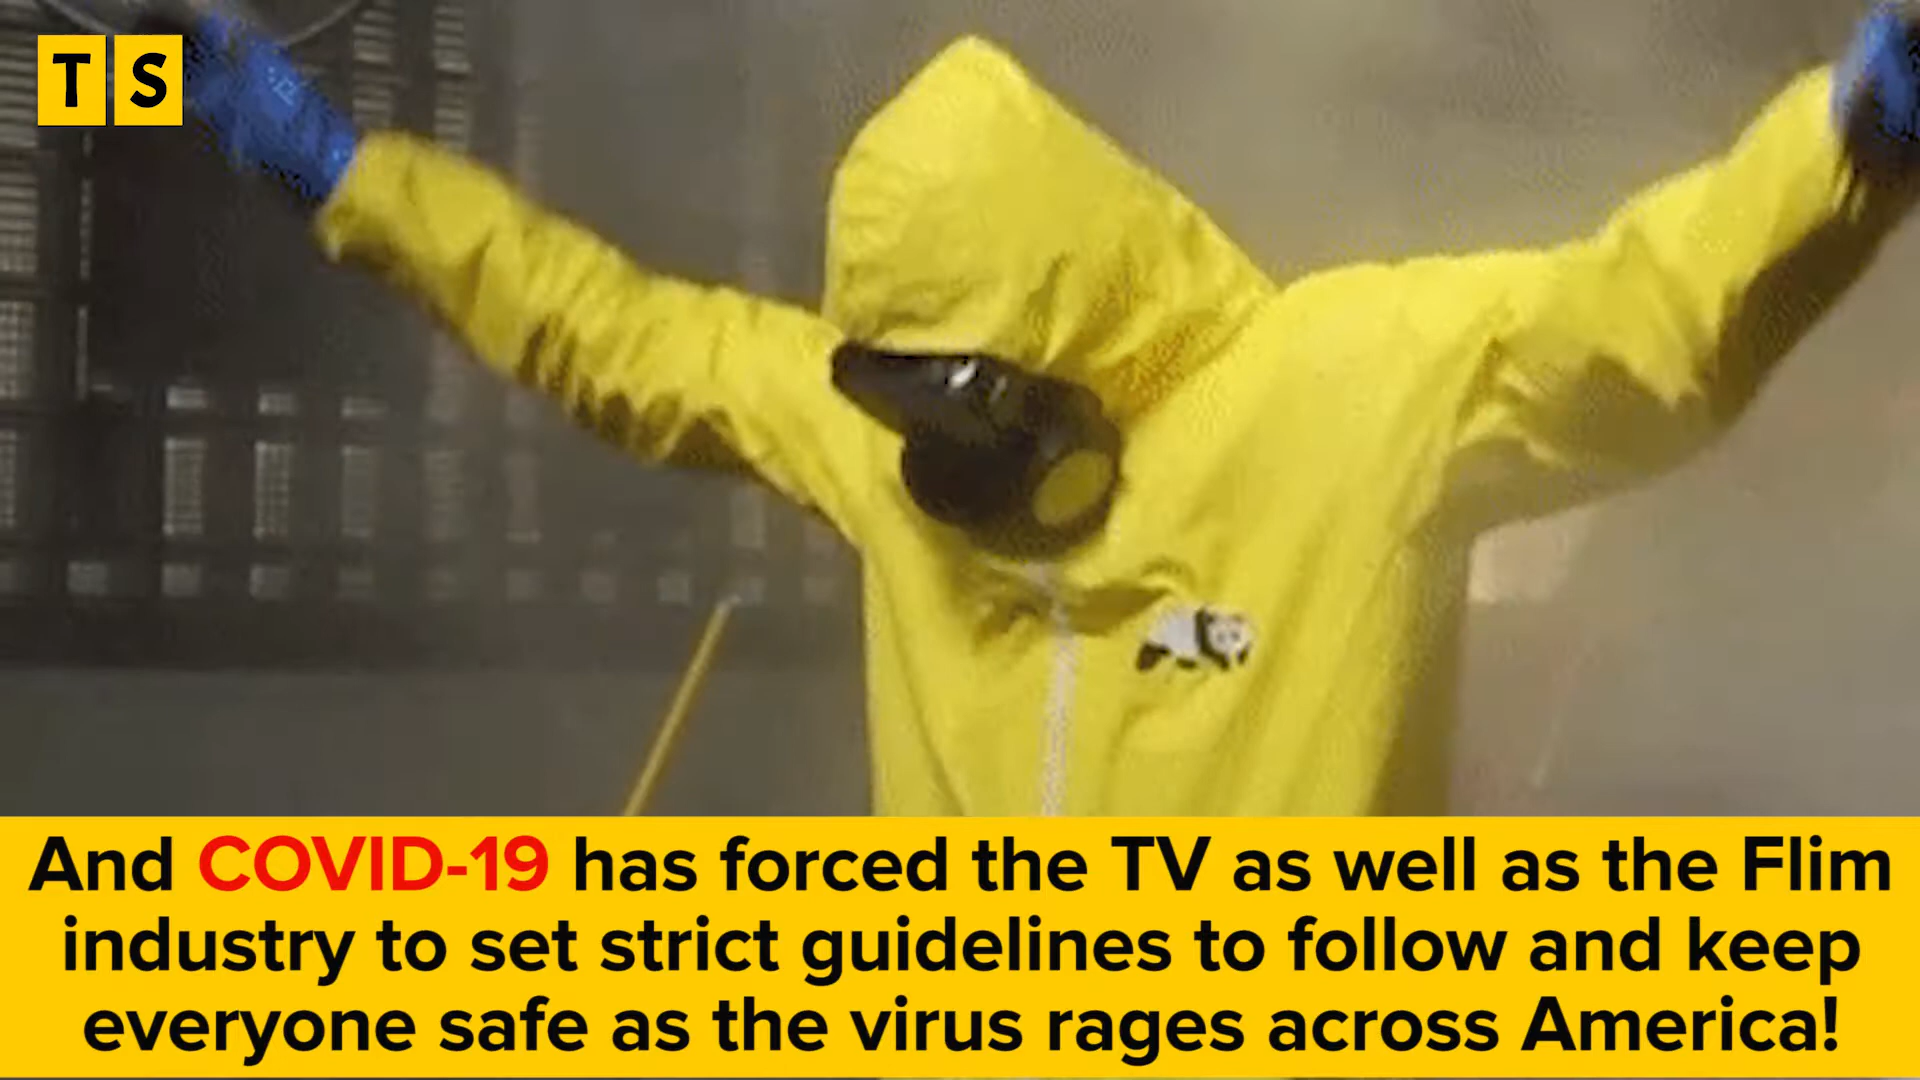 T S
And COVID-19 has forced the TV as well as the Flim
industry to set strict guidelines to follow and keep
everyone safe as the virus rages across America!